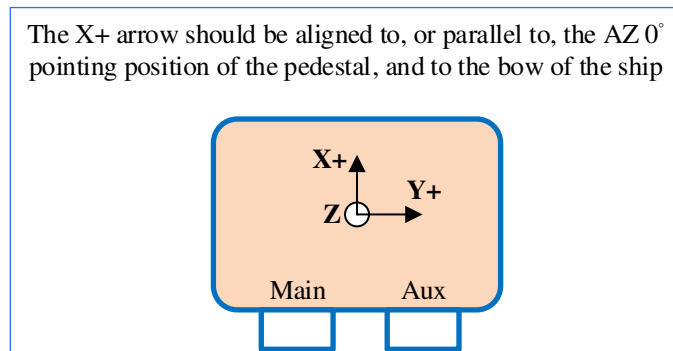 The X+ arrow should be aligned to, or parallel to, the AZ 0°
pointing position of the pedestal, and to the bow of the ship
X+
Y+
Z
Main Aux